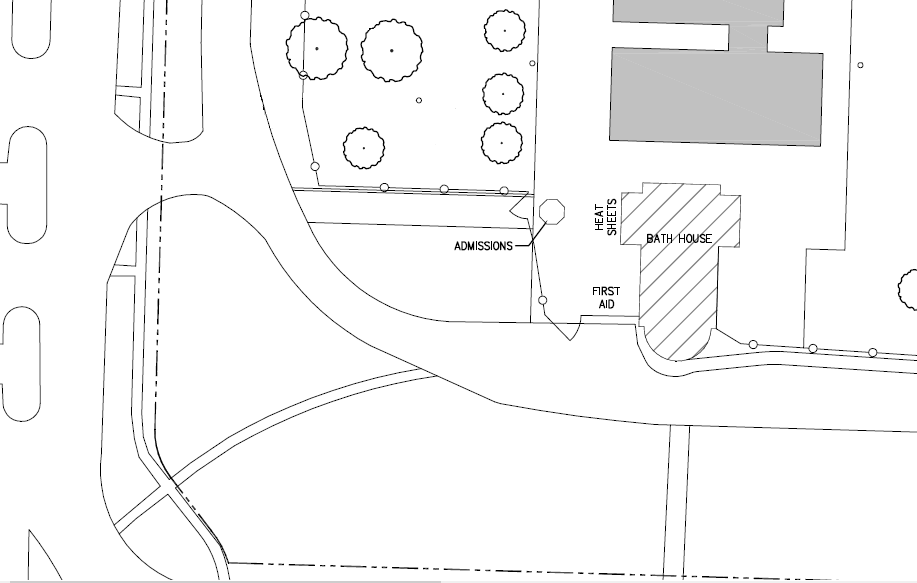 HEAT
SHEETS
BATH HOUSE
ADMISSIONS
FIRST
AID